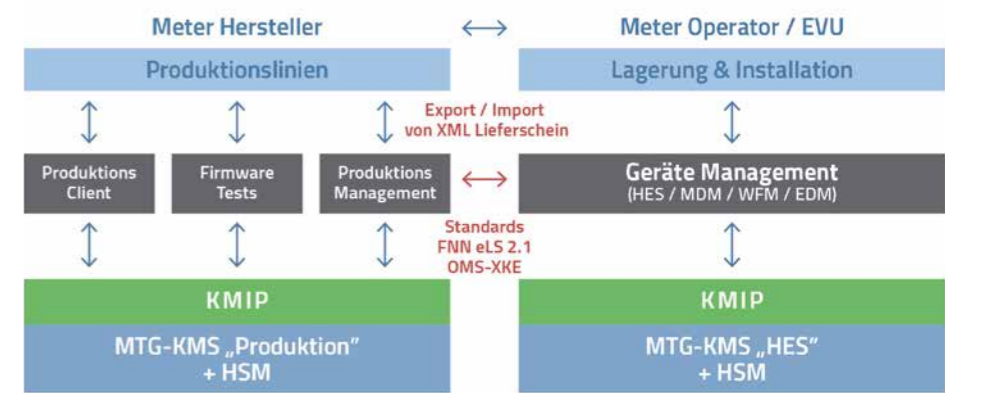 Meter Hersteller
Meter Operator / EVU
Produktionslinien
Lagerung & Installation
Export / Import
von XML Lieferschein
Produktions
Client
Firmware
Tests
Produktions
Management
Geräte Management
(HES / MDM / WFM / EDM)
Standards
FNN eLS 2.1
OMS-XKE
KMIP
KMIP
MTG-KMS „Produktion”
+ HSM
MTG-KMS „HES”
+ HSM